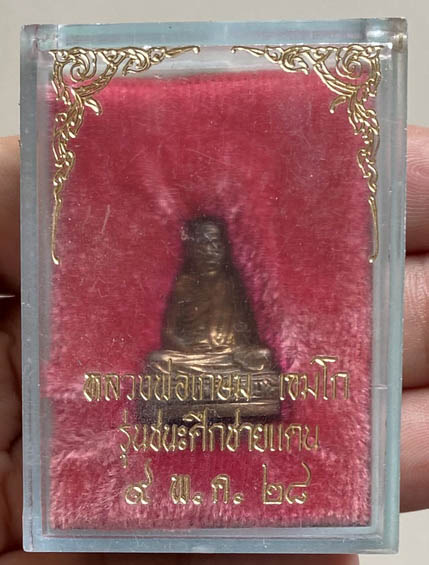 หลวงพ่อเกษม เขมโก
รุ่นชนะศึกชายแดน
๙ พ.ค. ๒๘